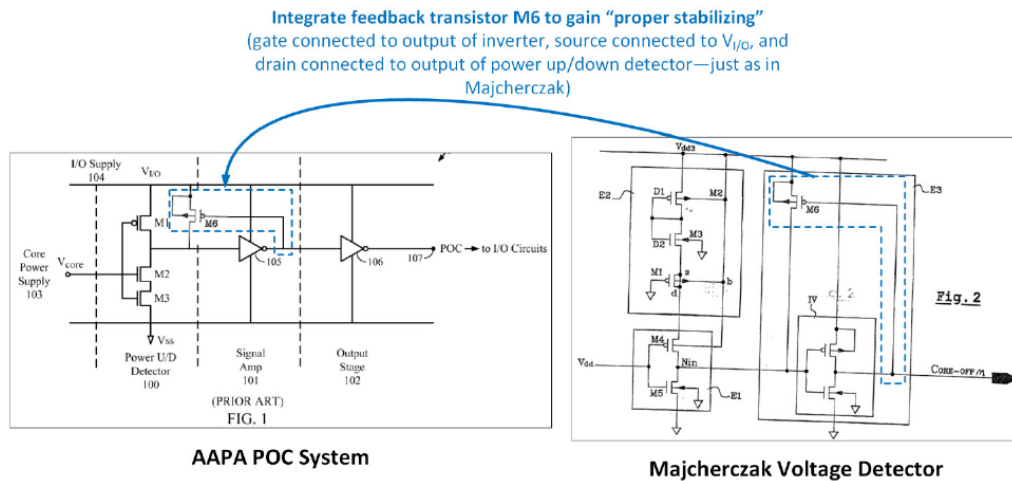 Integrate feedback transistor M6 to gain “proper stabilizing”
(gate connected to output of inverter, source connected to VI/O, and
drain connected to output of power up/down detector—just as in
Majcherczak)
I/O Supply
104
VI/O
M1
M6
Core
Power
Supply
103
Vcore
M2
M3
105
106
107
POC
to I/O Circuits
Vss
Power U/D
Detector
100
Signal
Amp
101
Output
Stage
102
(PRIOR ART)
FIG. 1
AAPA POC System
Vdd3
E2
D1
M2
M3
D2
M1
s
d
b
M4
Vdd
Nin
M5
E1
M6
E3
IV
Fig. 2
CORE-OFF/n
Majcherczak Voltage Detector